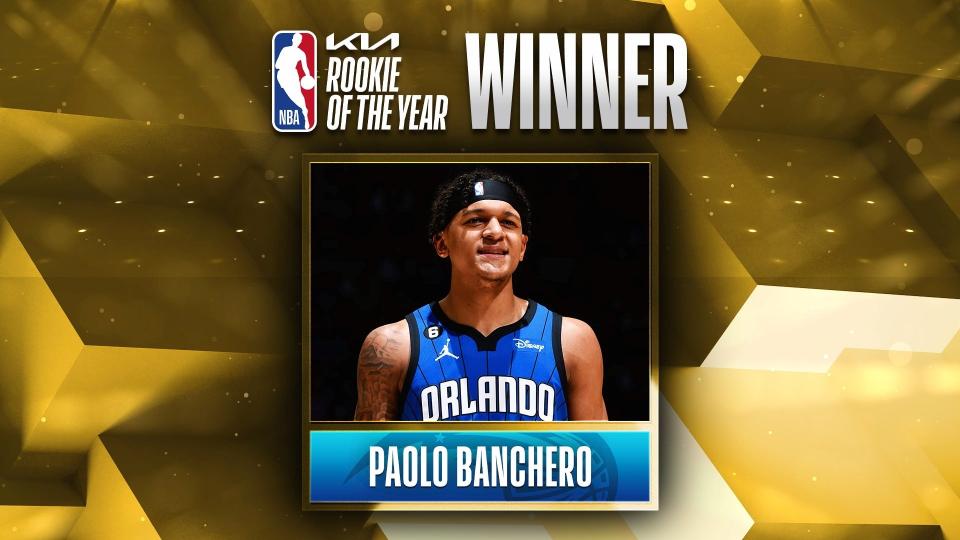 KIA
ROOKIE
OF THE YEAR
WINNER
NBA
6
Disney
ORLANDO
PAOLO BANCHERO